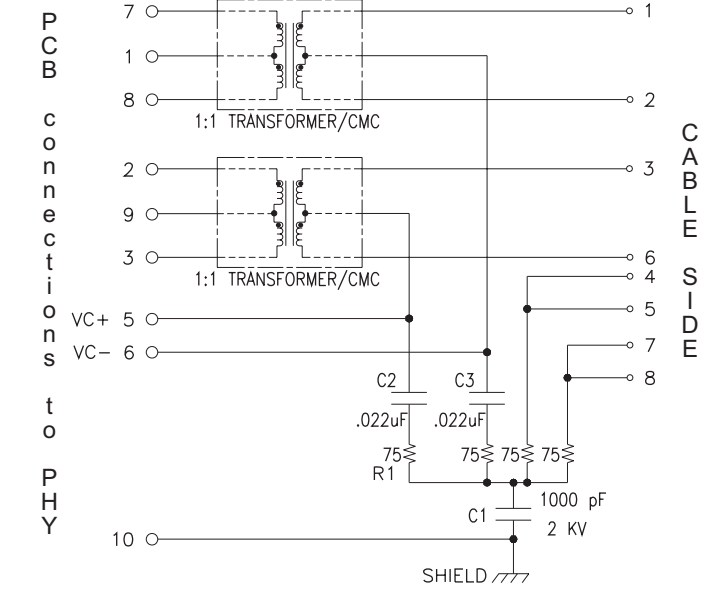 PCB connections to PHY
7
1
8
1:1 TRANSFORMER/CMC
1
2
2
9
3
1:1 TRANSFORMER/CMC
3
6
4
5
7
8
CABLE SIDE
VC+ 5
VC- 6
C2
.022uF
75
R1
C3
.022uF
75
75
75
C1
1000 pF
2 KV
10
SHIELD